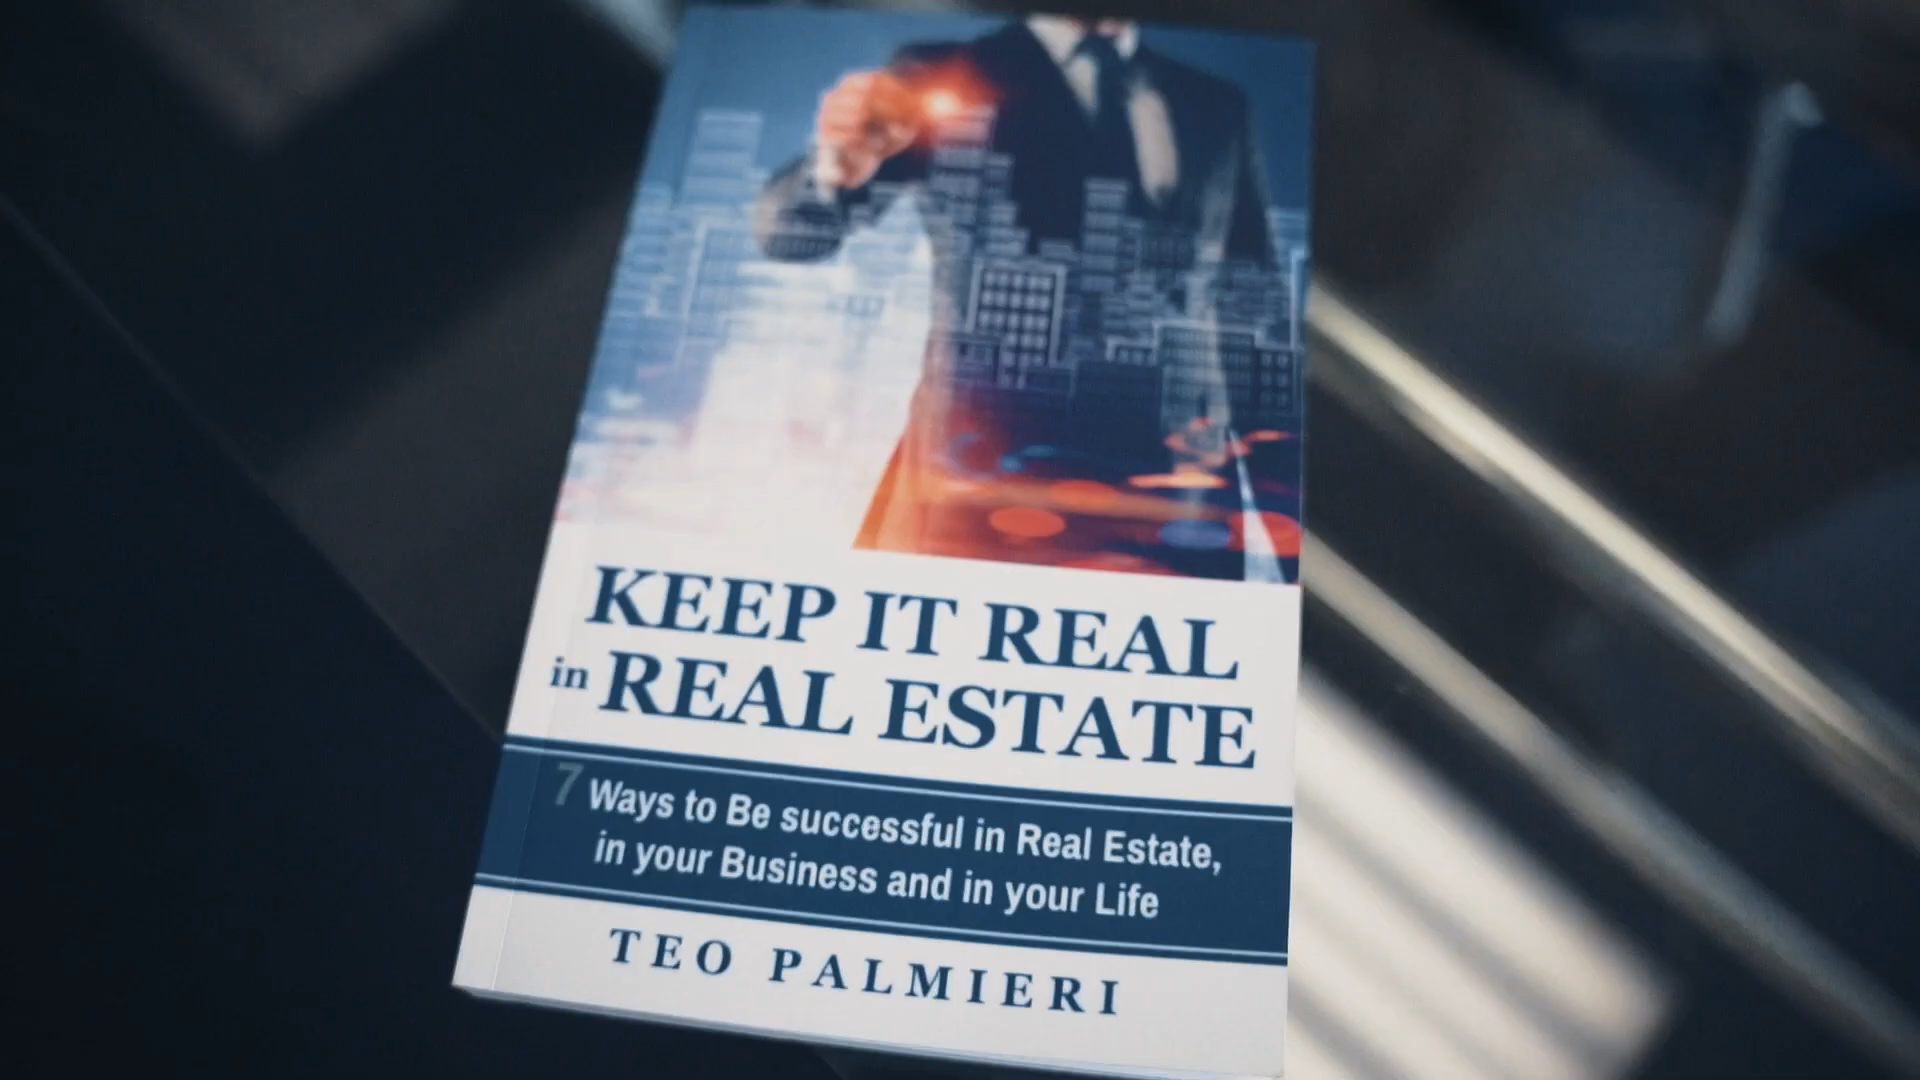 KEEP IT REAL
in REAL ESTATE
7 Ways to Be successful in Real Estate,
in your Business and in your Life
TEO PALMIERI